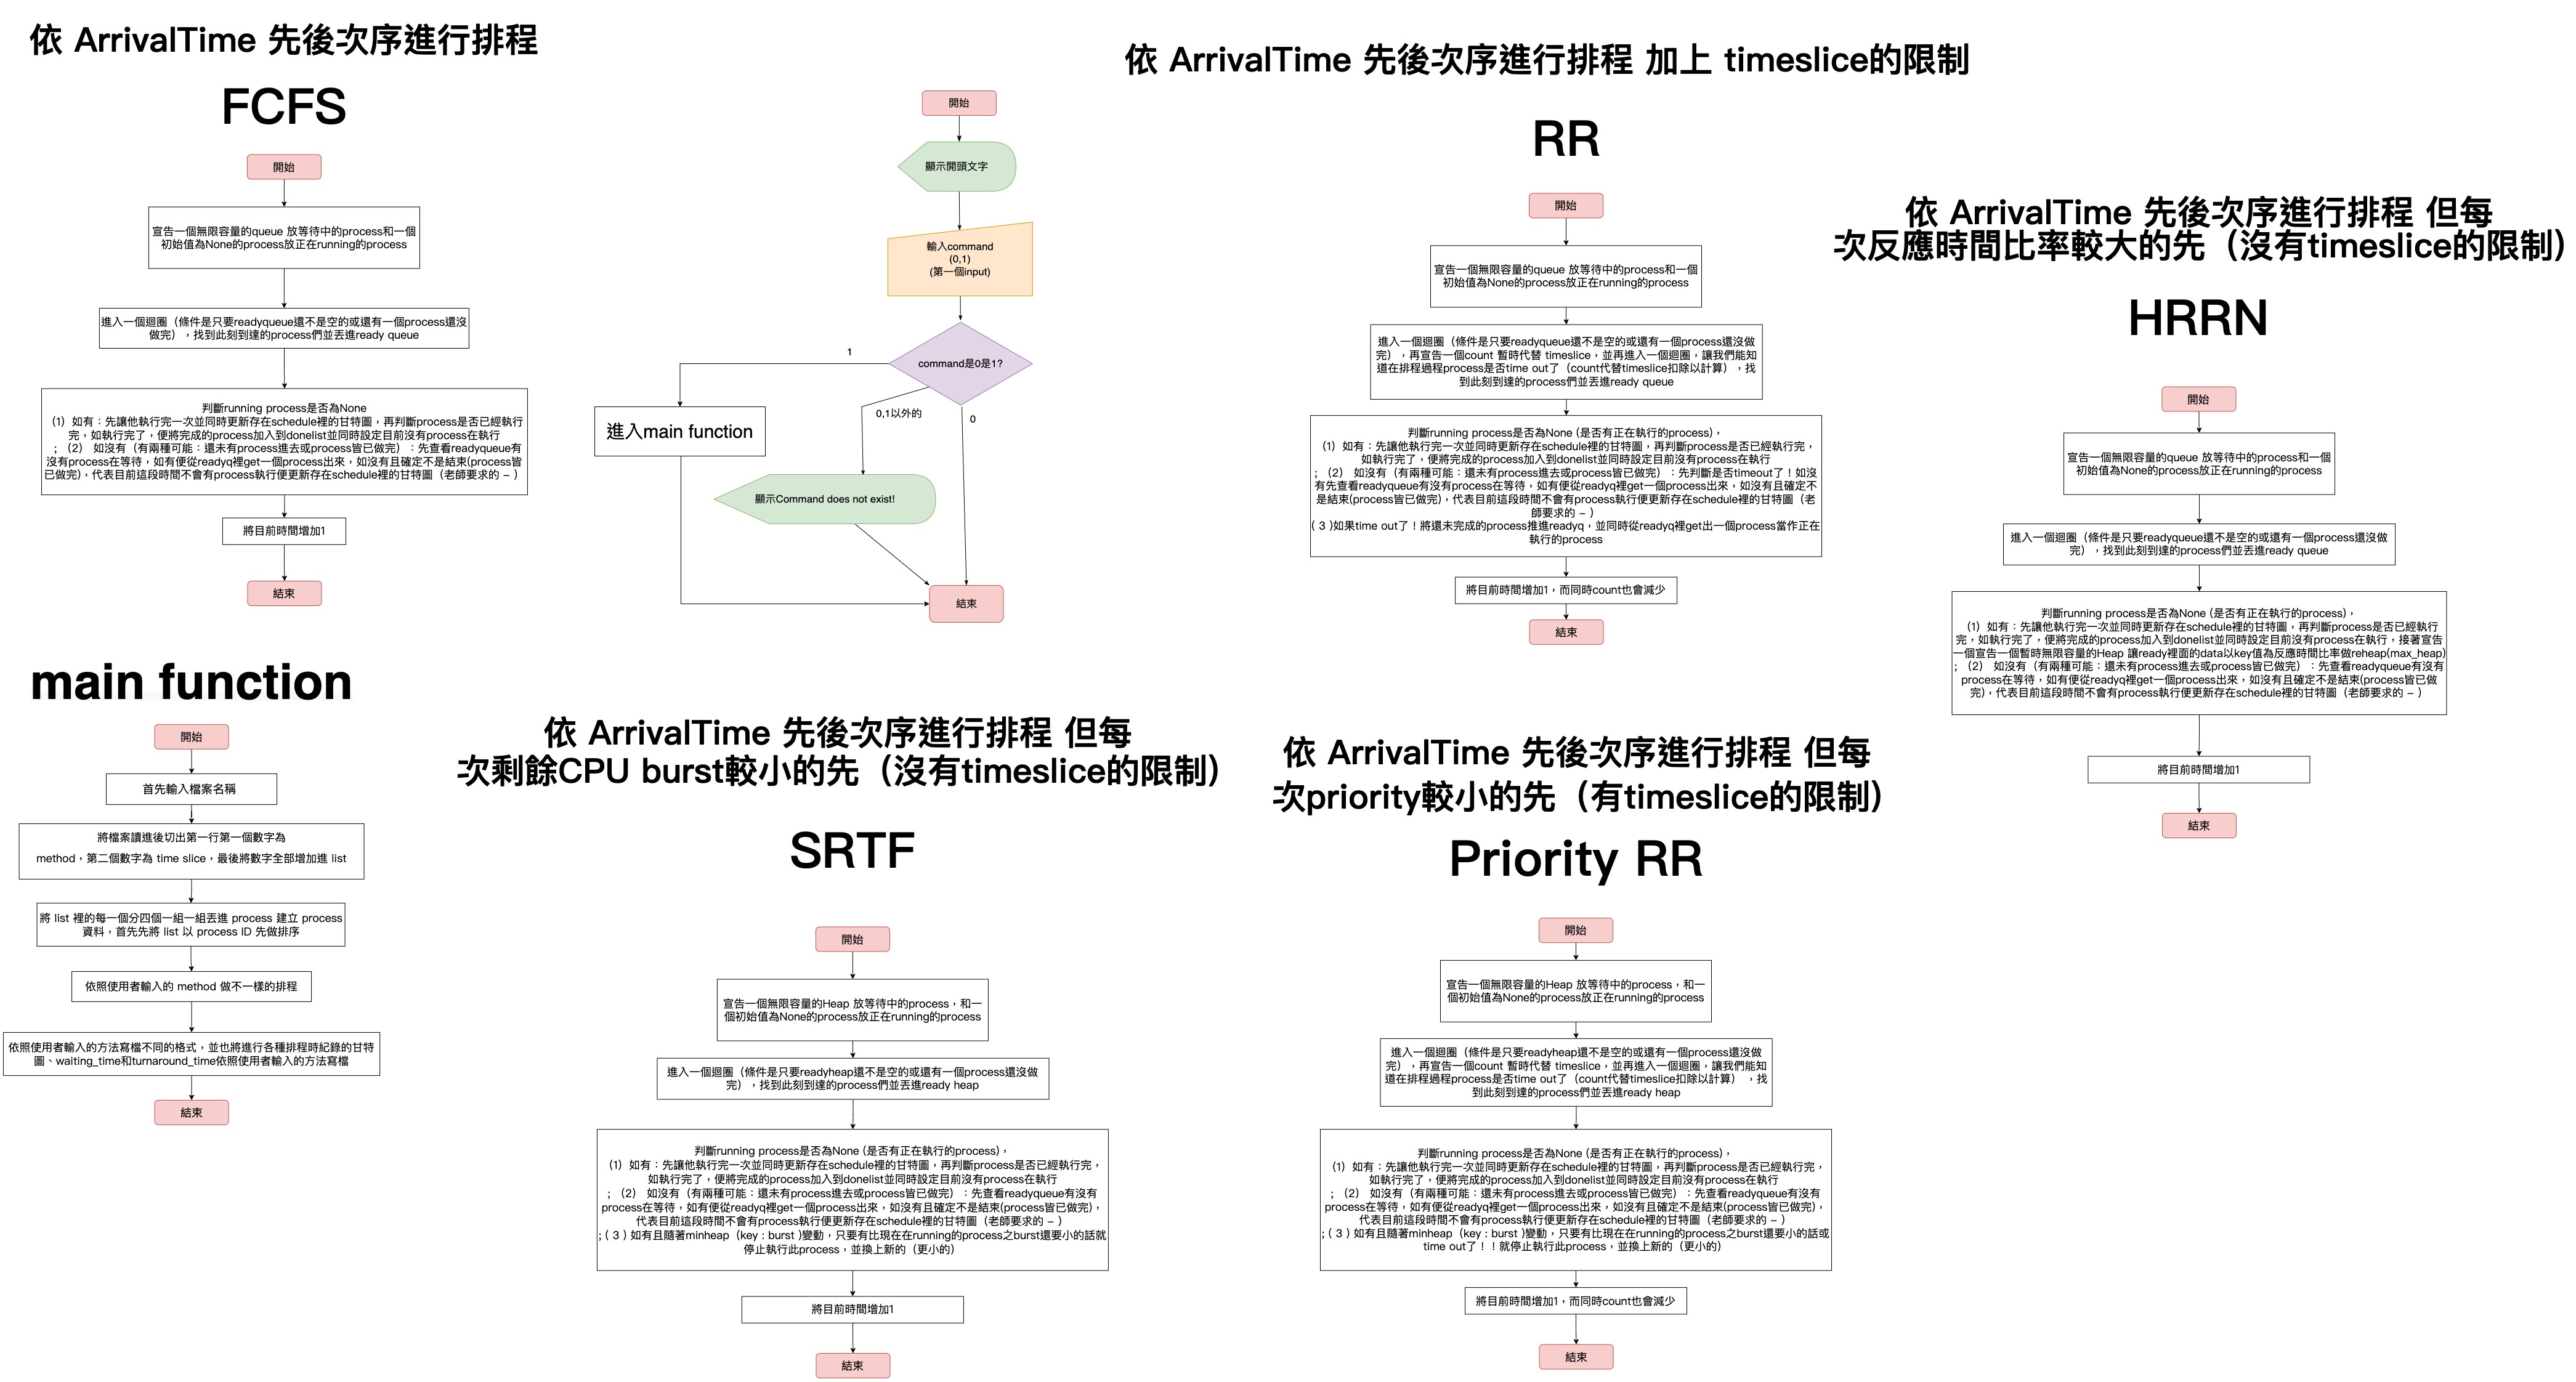 依 ArrivalTime 先後次序進行排程
FCFS
開始
宣告一個無限容量的queue 放等待中的process和一個
初始值為None的process放正在running的process
進入一個迴圈（條件是只要readyqueue還不是空的或還有一個process還沒
做完），找到此刻到達的process們並丟進ready queue
判斷running process是否為None
（1）如有：先讓他執行完一次並同時更新存在schedule裡的甘特圖，再判斷process是否已經執行
完，如執行完了，便將完成的process加入到donelist並同時設定目前沒有process在執行
；（2） 如沒有（有兩種可能：還未有process進去或process皆已做完）：先查看readyqueue有
沒有process在等待，如有便從readyq裡get一個process出來，如沒有且確定不是結束(process皆
已做完)，代表目前這段時間不會有process執行便更新存在schedule裡的甘特圖（老師要求的 – ）
將目前時間增加1
結束
開始
顯示開頭文字
輸入command
(0,1)
(第一個input)
command是0是1?
1
0,1以外的
0
進入main function
顯示Command does not exist!
結束
依 ArrivalTime 先後次序進行排程 加上 timeslice的限制
RR
開始
宣告一個無限容量的queue 放等待中的process和一個
初始值為None的process放正在running的process
進入一個迴圈（條件是只要readyqueue還不是空的或還有一個process還沒做
完），再宣告一個count 暫時代替 timeslice，並再進入一個迴圈，讓我們能知
道在排程過程process是否time out了（count代替timeslice扣除以計算），找
到此刻到達的process們並丟進ready queue
判斷running process是否為None (是否有正在執行的process)，
（1）如有：先讓他執行完一次並同時更新存在schedule裡的甘特圖，再判斷process是否已經執行完，
如執行完了，便將完成的process加入到donelist並同時設定目前沒有process在執行
；（2） 如沒有（有兩種可能：還未有process進去或process皆已做完）：先判斷是否timeout了！如沒
有先查看readyqueue有沒有process在等待，如有便從readyq裡get一個process出來，如沒有且確定不
是結束(process皆已做完)，代表目前這段時間不會有process執行便更新存在schedule裡的甘特圖（老
師要求的 – ）
( 3 )如果time out了！將還未完成的process推進readyq，並同時從readyq裡get出一個process當作正在
執行的process
將目前時間增加1，而同時count也會減少
結束
依 ArrivalTime 先後次序進行排程 但每
次反應時間比率較大的先（沒有timeslice的限制）
HRRN
開始
宣告一個無限容量的queue 放等待中的process和一個
初始值為None的process放正在running的process
進入一個迴圈（條件是只要readyqueue還不是空的或還有一個process還沒做
完），找到此刻到達的process們並丟進ready queue
判斷running process是否為None (是否有正在執行的process)，
（1）如有：先讓他執行完一次並同時更新存在schedule裡的甘特圖，再判斷process是否已經執行
完，如執行完了，便將完成的process加入到donelist並同時設定目前沒有process在執行，接著宣告
一個宣告一個暫時無限容量的Heap 讓ready裡面的data以key值為反應時間比率做reheap(max_heap)
；（2） 如沒有（有兩種可能：還未有process進去或process皆已做完）：先查看readyqueue有沒有
process在等待，如有便從readyq裡get一個process出來，如沒有且確定不是結束(process皆已做
完)，代表目前這段時間不會有process執行便更新存在schedule裡的甘特圖（老師要求的 – ）
將目前時間增加1
結束
main function
開始
首先輸入檔案名稱
將檔案讀進後切出第一行第一個數字為
method，第二個數字為 time slice，最後將數字全部增加進 list
將 list 裡的每一個分四個一組一組丟進 process 建立 process
資料，首先先將 list 以 process ID 先做排序
依照使用者輸入的 method 做不一樣的排程
依照使用者輸入的方法寫檔不同的格式，並也將進行各種排程時紀錄的甘特
圖、waiting_time和turnaround_time依照使用者輸入的方法寫檔
結束
依 ArrivalTime 先後次序進行排程 但每
次剩餘CPU burst較小的先（沒有timeslice的限制）
SRTF
開始
宣告一個無限容量的Heap 放等待中的process，和一
個初始值為None的process放正在running的process
進入一個迴圈（條件是只要readyheap還不是空的或還有一個process還沒做
完），找到此刻到達的process們並丟進ready heap
判斷running process是否為None (是否有正在執行的process)，
（1）如有：先讓他執行完一次並同時更新存在schedule裡的甘特圖，再判斷process是否已經執行完，
如執行完了，便將完成的process加入到donelist並同時設定目前沒有process在執行
；（2） 如沒有（有兩種可能：還未有process進去或process皆已做完）：先查看readyqueue有沒有
process在等待，如有便從readyq裡get一個process出來，如沒有且確定不是結束(process皆已做完)，
代表目前這段時間不會有process執行便更新存在schedule裡的甘特圖（老師要求的 – ）
；( 3 ) 如有且隨著minheap（key : burst )變動，只要有比現在在running的process之burst還要小的話就
停止執行此process，並換上新的（更小的）
將目前時間增加1
結束
依 ArrivalTime 先後次序進行排程 但每
次priority較小的先（有timeslice的限制）
Priority RR
開始
宣告一個無限容量的Heap 放等待中的process，和一
個初始值為None的process放正在running的process
進入一個迴圈（條件是只要readyheap還不是空的或還有一個process還沒做
完），再宣告一個count 暫時代替 timeslice，並再進入一個迴圈，讓我們能知
道在排程過程process是否time out了（count代替timeslice扣除以計算） ，找
到此刻到達的process們並丟進ready heap
判斷running process是否為None (是否有正在執行的process)，
（1）如有：先讓他執行完一次並同時更新存在schedule裡的甘特圖，再判斷process是否已經執行完，
如執行完了，便將完成的process加入到donelist並同時設定目前沒有process在執行
；（2） 如沒有（有兩種可能：還未有process進去或process皆已做完）：先查看readyqueue有沒有
process在等待，如有便從readyq裡get一個process出來，如沒有且確定不是結束(process皆已做完)，
代表目前這段時間不會有process執行便更新存在schedule裡的甘特圖（老師要求的 – ）
；( 3 ) 如有且隨著minheap（key : burst )變動，只要有比現在在running的process之burst還要小的話或
time out了！！就停止執行此process，並換上新的（更小的）
將目前時間增加1，而同時count也會減少
結束